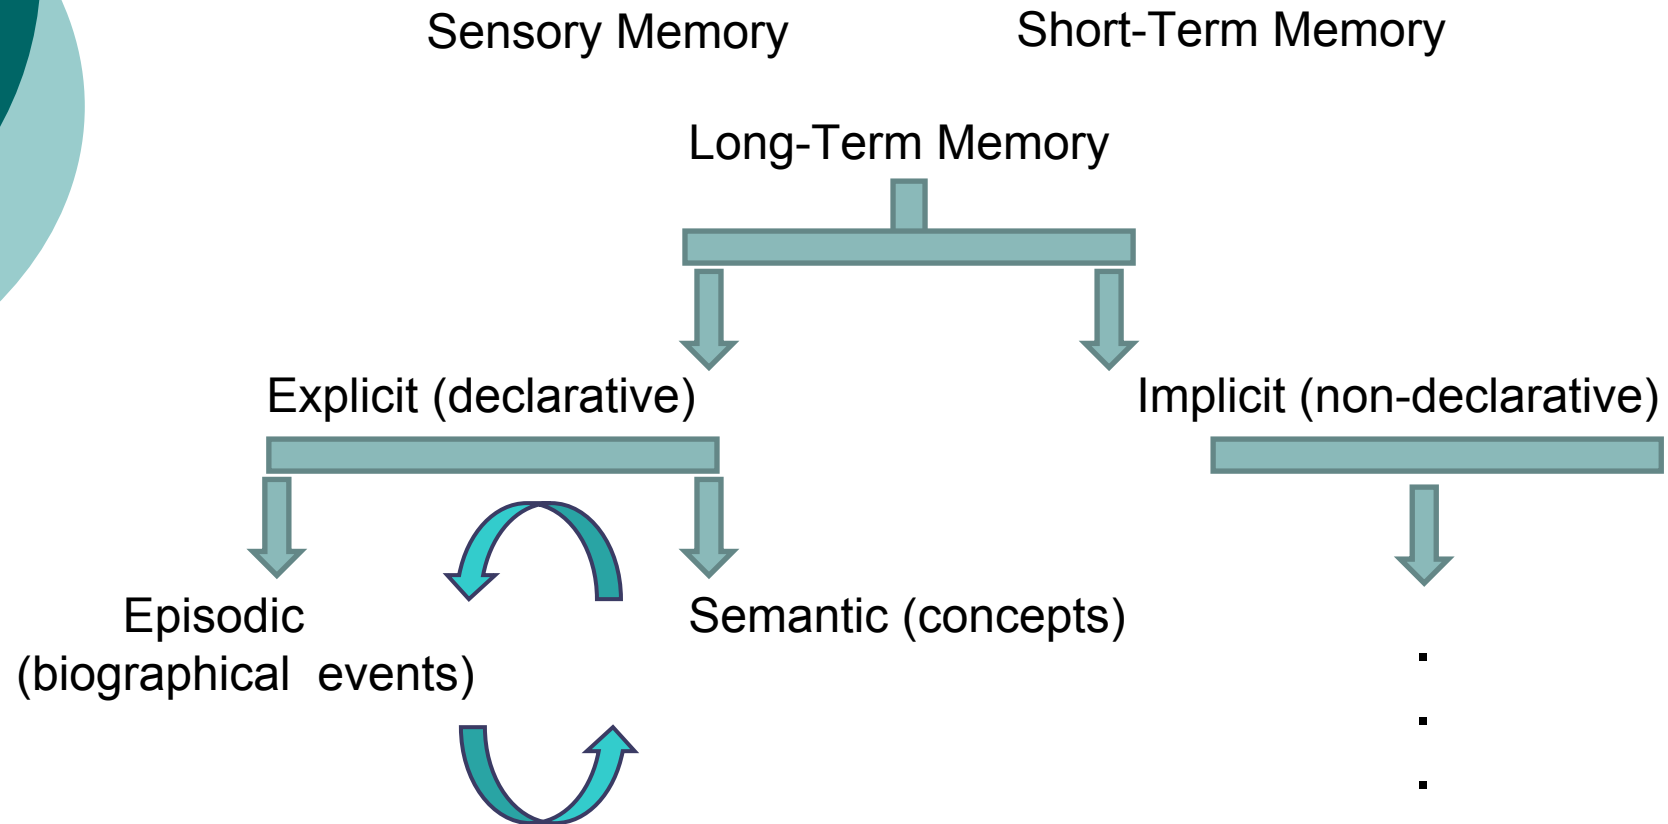 Sensory Memory
Short-Term Memory
Long-Term Memory
Explicit (declarative)
Implicit (non-declarative)
Episodic
(biographical events)
Semantic (concepts)
.
.
.